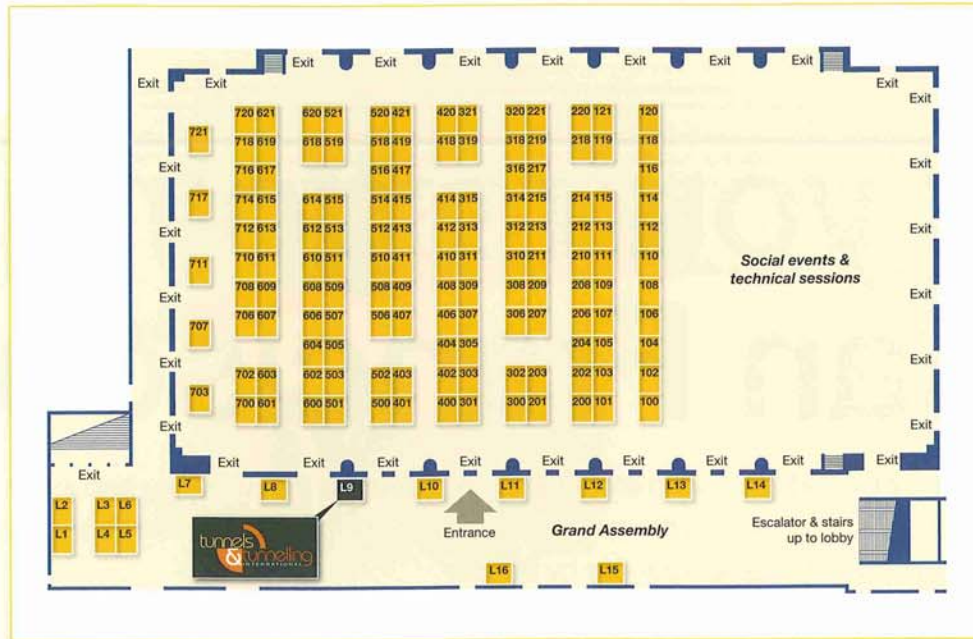 Exit Exit Exit Exit Exit Exit Exit
Exit Exit Exit
Exit
720 621 620 521 520 421 420 321 320 221 220 121 120
721
718 619 618 519 518 419 418 319 318 219 218 119 118
Exit Exit
716 617 516 417 316 217 116
717 714 615 614 515 514 415 414 315 314 215 214 115 114
Exit Exit
712 613 612 513 512 413 412 313 312 213 212 113 112
711 710 611 610 511 510 411 410 311 310 211 210 111 110
Social events &
technical sessions
708 609 608 509 508 409 408 309 308 209 208 109 108
Exit Exit
706 607 606 507 506 407 406 307 306 207 206 107 106
707
604 505 404 305 204 105 104
Exit Exit
702 603 602 503 502 403 402 303 302 203 202 103 102
703
700 601 600 501 500 401 400 301 300 201 200 101 100
Exit Exit
Exit Exit Exit Exit Exit Exit Exit Exit Exit
Exit
L7 L8 L9 L10 L11 L12 L13 L14
L2 L3 L6
L1 L4 L5
Entrance
Grand Assembly
Escalator & stairs
up to lobby
tunnels
& tunnelling
INTERNATIONAL
L16 L15